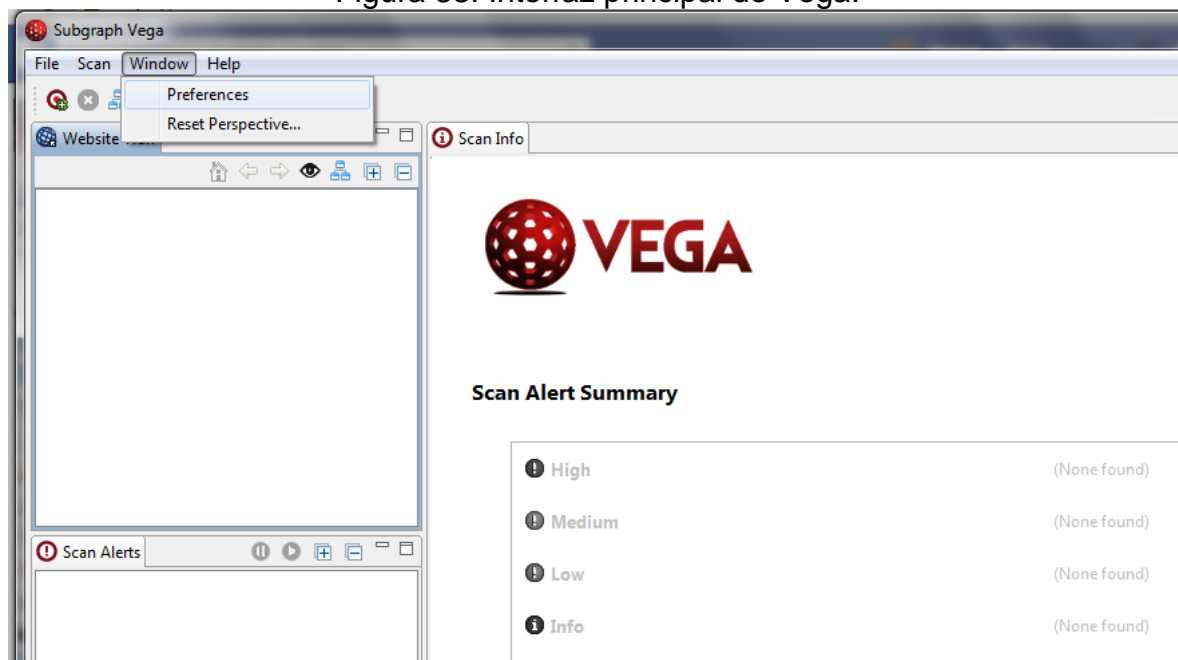 Subgraph Vega
File Scan Window Help
Preferences
Reset Perspective...
Website
Scan Info
VEGA
Scan Alert Summary
High (None found)
Medium (None found)
Low (None found)
Info (None found)
Scan Alerts